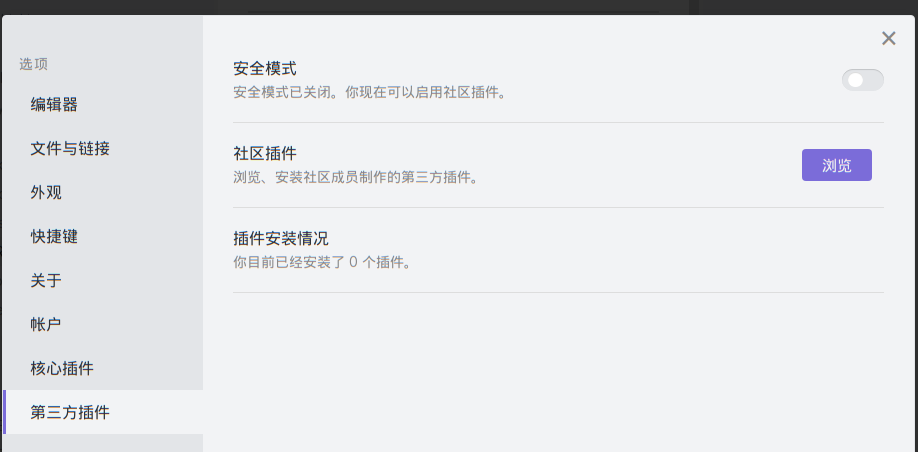 选项
编辑器
文件与链接
外观
快捷键
关于
帐户
核心插件
第三方插件
安全模式
安全模式已关闭。你现在可以启用社区插件。
社区插件
浏览、安装社区成员制作的第三方插件。
浏览
插件安装情况
你目前已经安装了 0 个插件。